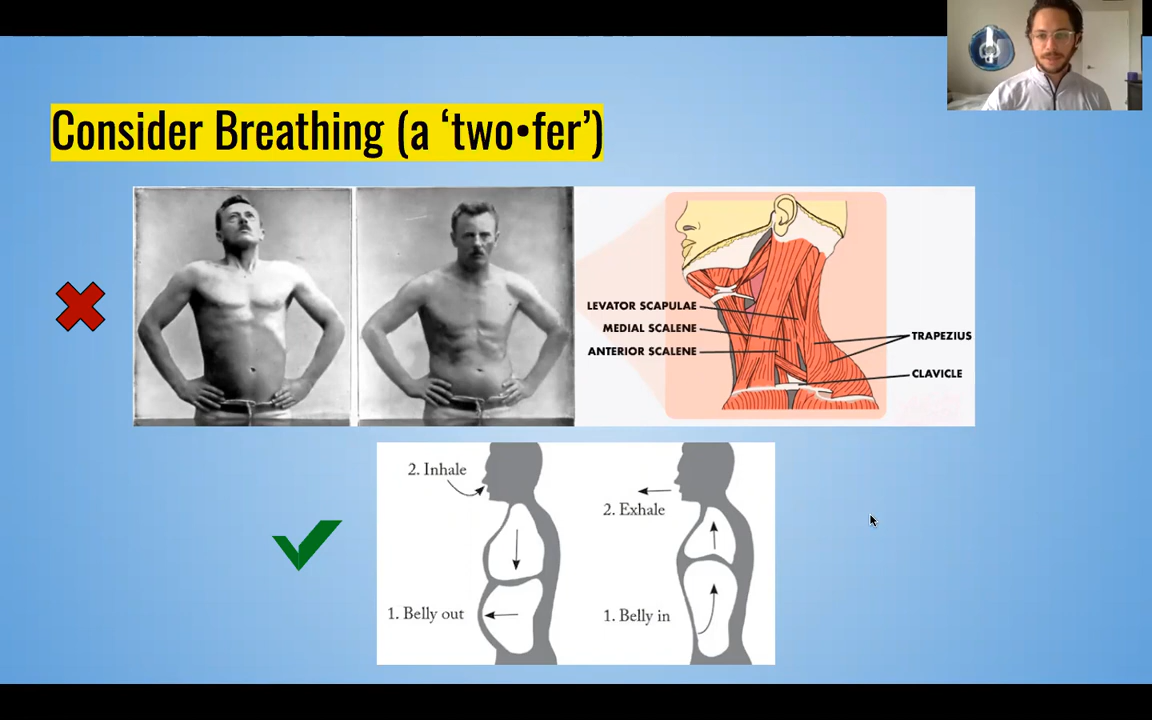 Consider Breathing (a ‘two•fer’)
LEVATOR SCAPULAE
MEDIAL SCALENE
ANTERIOR SCALENE
TRAPEZIUS
CLAVICLE
2. Inhale
2. Exhale
1. Belly out
1. Belly in